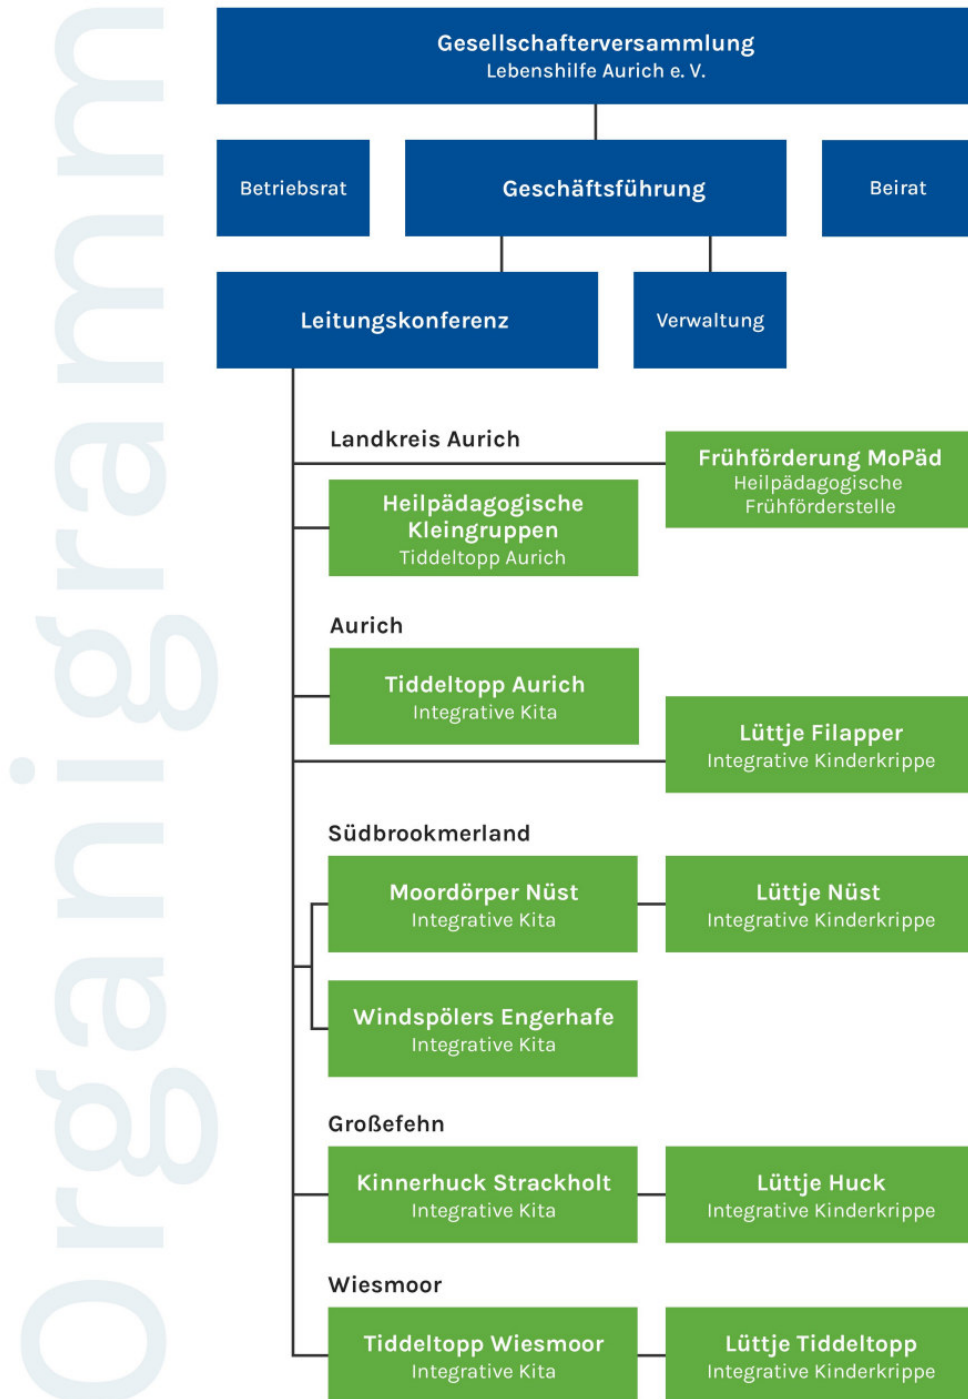 Organigramm
Gesellschafterversammlung
Lebenshilfe Aurich e. V.
Betriebsrat
Geschäftsführung
Beirat
Leitungskonferenz
Verwaltung
Landkreis Aurich
Frühförderung MoPäd
Heilpädagogische
Frühförderstelle
Heilpädagogische
Kleingruppen
Tiddeltopp Aurich
Aurich
Tiddeltopp Aurich
Integrative Kita
Lüttje Filapper
Integrative Kinderkrippe
Südbrookmerland
Moordörper Nüst
Integrative Kita
Lüttje Nüst
Integrative Kinderkrippe
Windspölers Engerhafe
Integrative Kita
Großefehn
Kinnerhuck Strackholt
Integrative Kita
Lüttje Huck
Integrative Kinderkrippe
Wiesmoor
Tiddeltopp Wiesmoor
Integrative Kita
Lüttje Tiddeltopp
Integrative Kinderkrippe